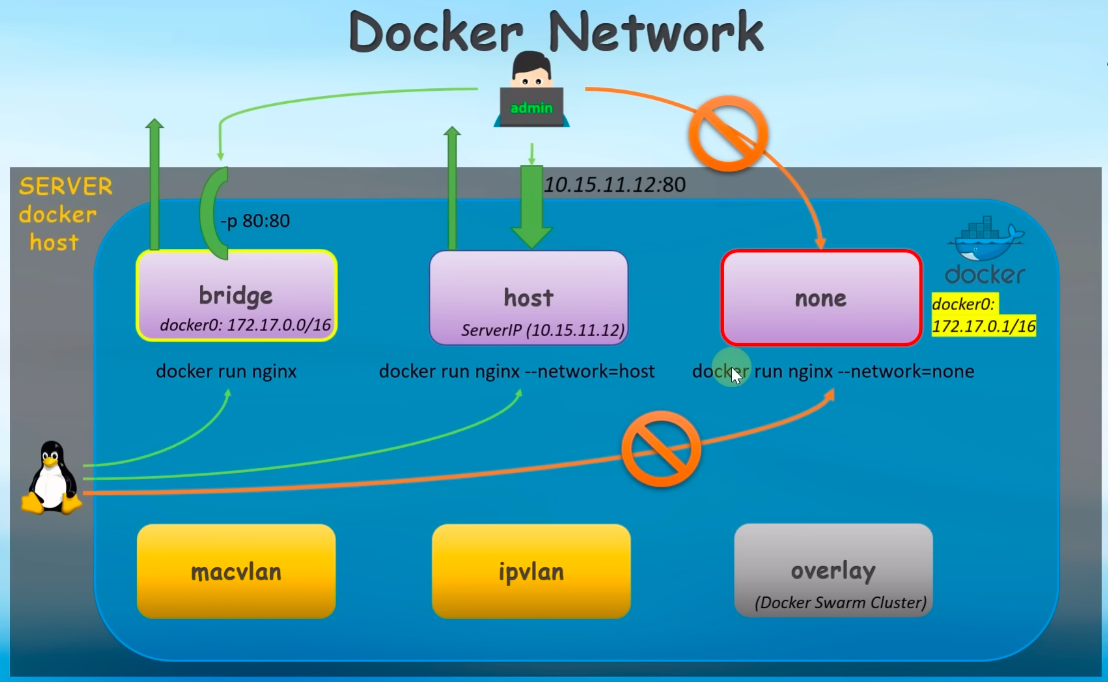 Docker Network
admin
SERVER
docker
host
10.15.11.12:80
-p 80:80
bridge
docker0: 172.17.0.0/16
host
ServerIP (10.15.11.12)
none
docker
docker0:
172.17.0.1/16
docker run nginx
docker run nginx --network=host
docker run nginx --network=none
macvlan
ipvlan
overlay
(Docker Swarm Cluster)